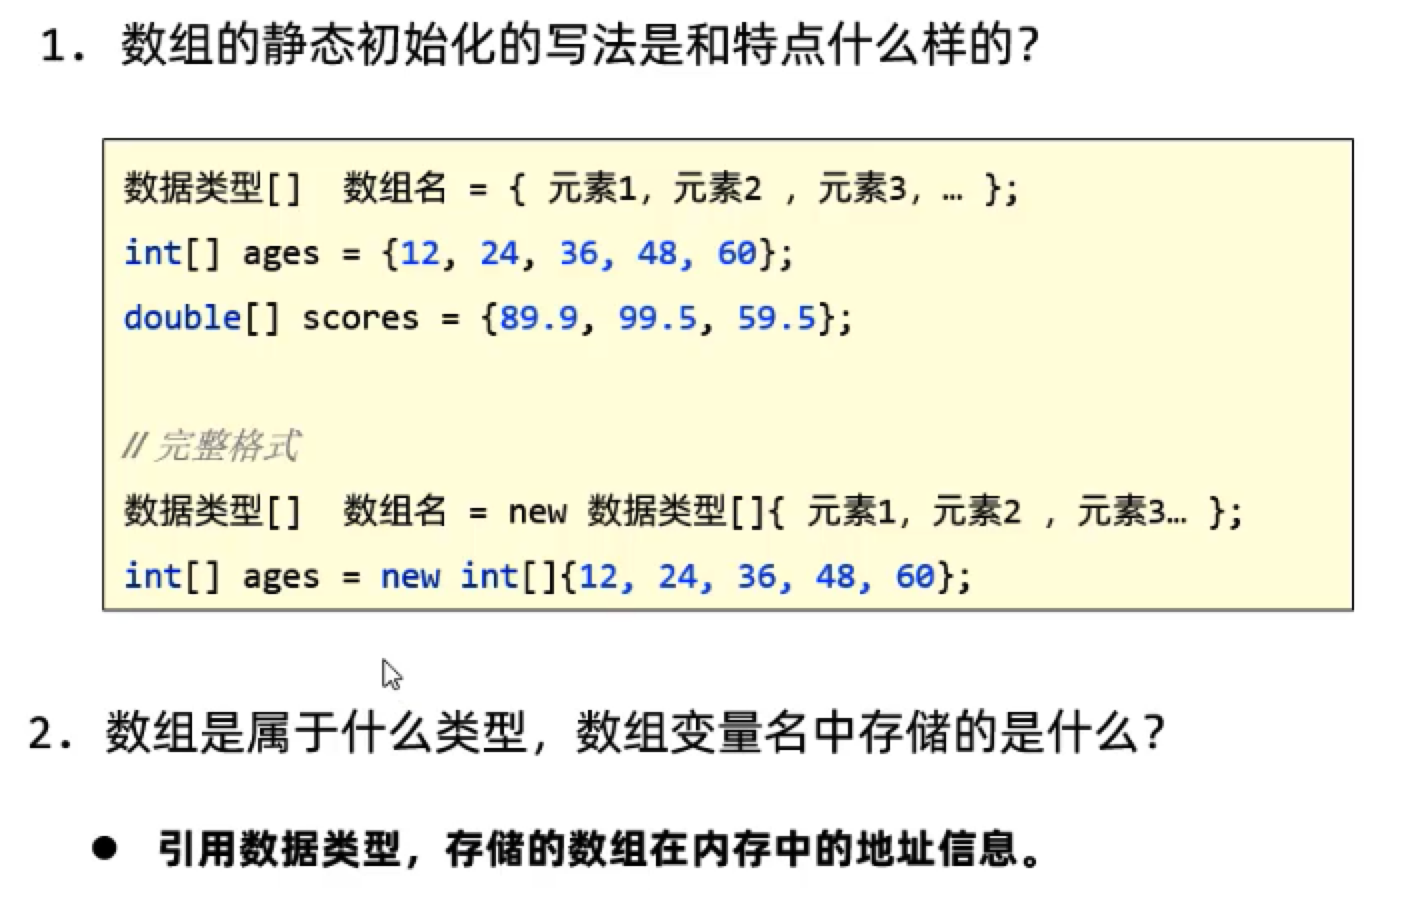 1. 数组的静态初始化的写法是和特点什么样的？
数据类型[]  数组名 = { 元素1, 元素2 , 元素3, … };
int[] ages = {12, 24, 36, 48, 60};
double[] scores = {89.9, 99.5, 59.5};
// 完整格式
数据类型[]  数组名 = new 数据类型[]{ 元素1, 元素2 , 元素3… };
int[] ages = new int[]{12, 24, 36, 48, 60};
2. 数组是属于什么类型，数组变量名中存储的是什么？
● 引用数据类型，存储的数组在内存中的地址信息。